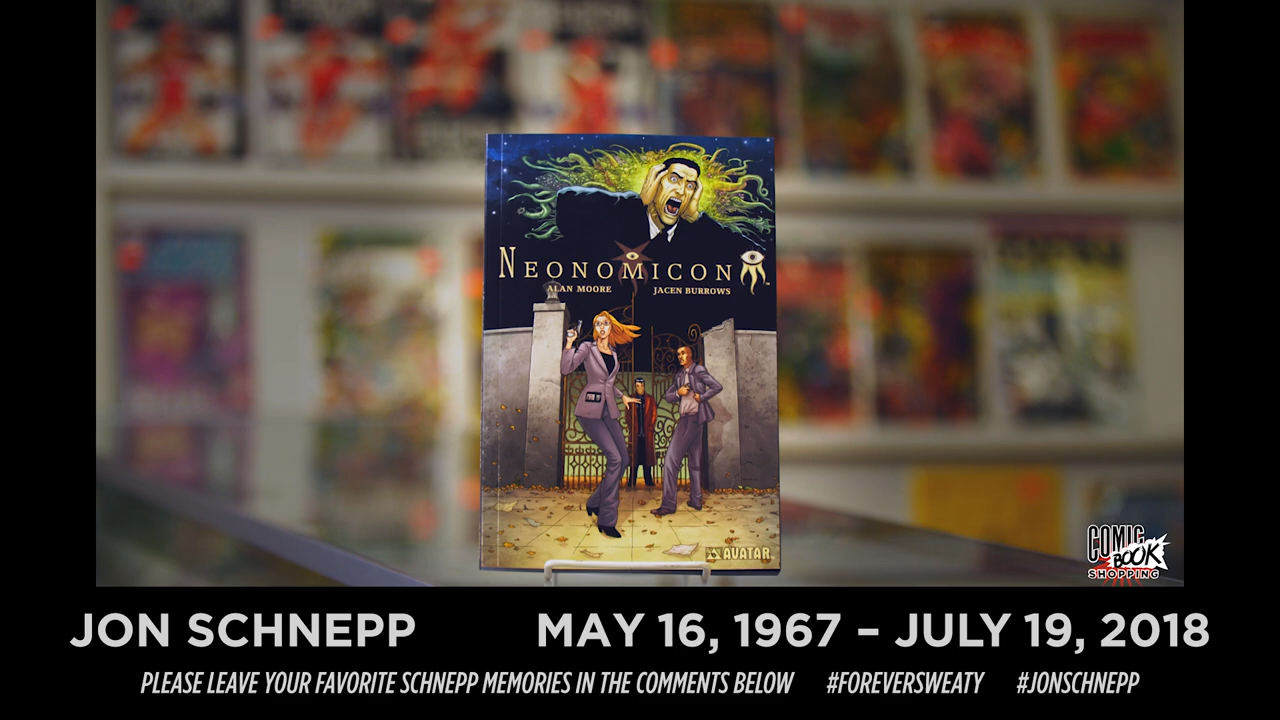 NEONOMICON
ALAN MOORE JACEN BURROWS
AVATAR
COMIC
BOOK
SHOPPING
JON SCHNEPP MAY 16, 1967 – JULY 19, 2018
PLEASE LEAVE YOUR FAVORITE SCHNEPP MEMORIES IN THE COMMENTS BELOW #FOREVERSWEATY #JONSCHNEPP